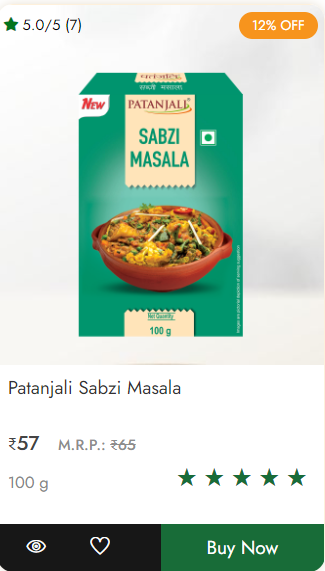 5.0/5 (7)
12% OFF
New
PATANJALI
SABZI
MASALA
Net Quantity
100 g
Patanjali Sabzi Masala
₹57 M.R.P.: ₹65
100 g
Buy Now